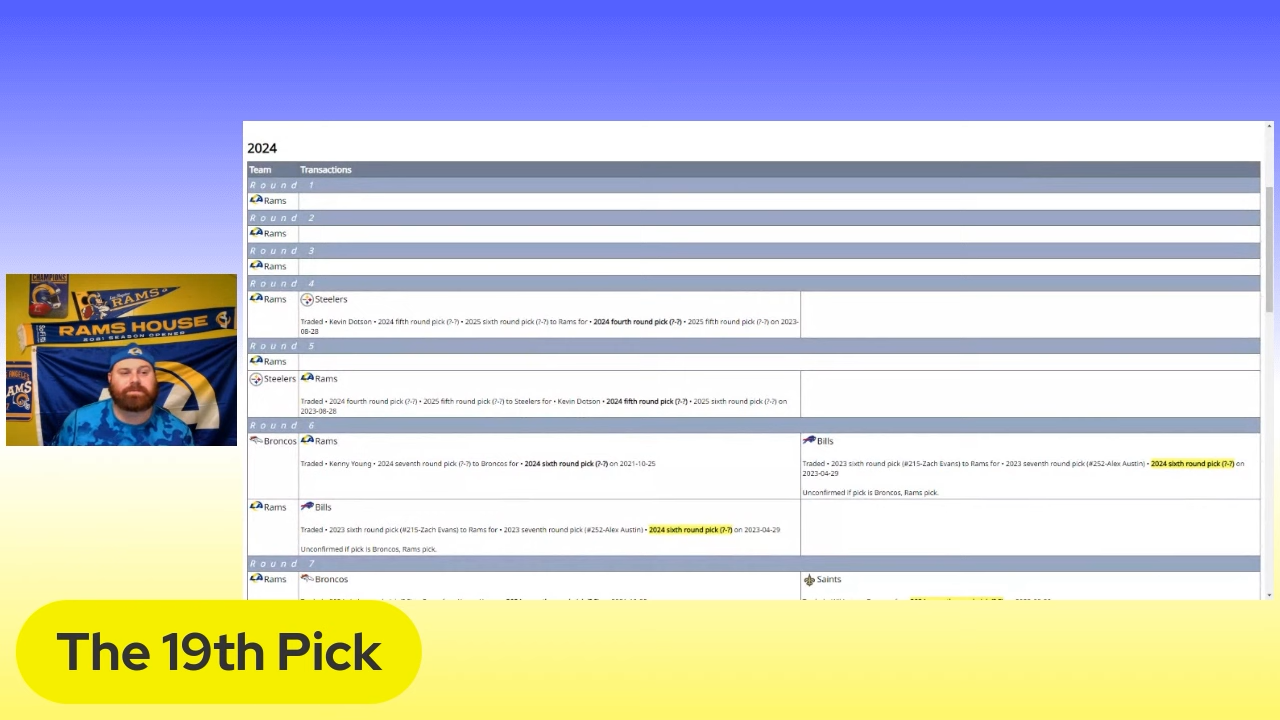 2024
Team Transactions
Round 1
Rams
Round 2
Rams
Round 3
Rams
Round 4
Rams Steelers
Traded • Kevin Dotson • 2024 fifth round pick (?-?) • 2025 sixth round pick (?-?) to Rams for • 2024 fourth round pick (?-?) • 2025 fifth round pick (?-?) on 2023-
08-28
Round 5
Rams
Steelers Rams
Traded • 2024 fourth round pick (?-?) • 2025 fifth round pick (?-?) to Steelers for • Kevin Dotson • 2024 fifth round pick (?-?) • 2025 sixth round pick (?-?) on
2023-08-28
Round 6
Broncos Rams
Traded • Kenny Young • 2024 seventh round pick (?-?) to Broncos for • 2024 sixth round pick (?-?) on 2021-10-25
Bills
Traded • 2023 sixth round pick (#215-Zach Evans) to Rams for • 2023 seventh round pick (#252-Alex Austin) • 2024 sixth round pick (?-?) on
2023-04-29
Unconfirmed if pick is Broncos, Rams pick.
Rams Bills
Traded • 2023 sixth round pick (#215-Zach Evans) to Rams for • 2023 seventh round pick (#252-Alex Austin) • 2024 sixth round pick (?-?) on 2023-04-29
Unconfirmed if pick is Broncos, Rams pick.
Round 7
Rams Broncos Saints
CHAMPIONS
RAMS
RAMS HOUSE
2021 SEASON OPENER
The 19th Pick